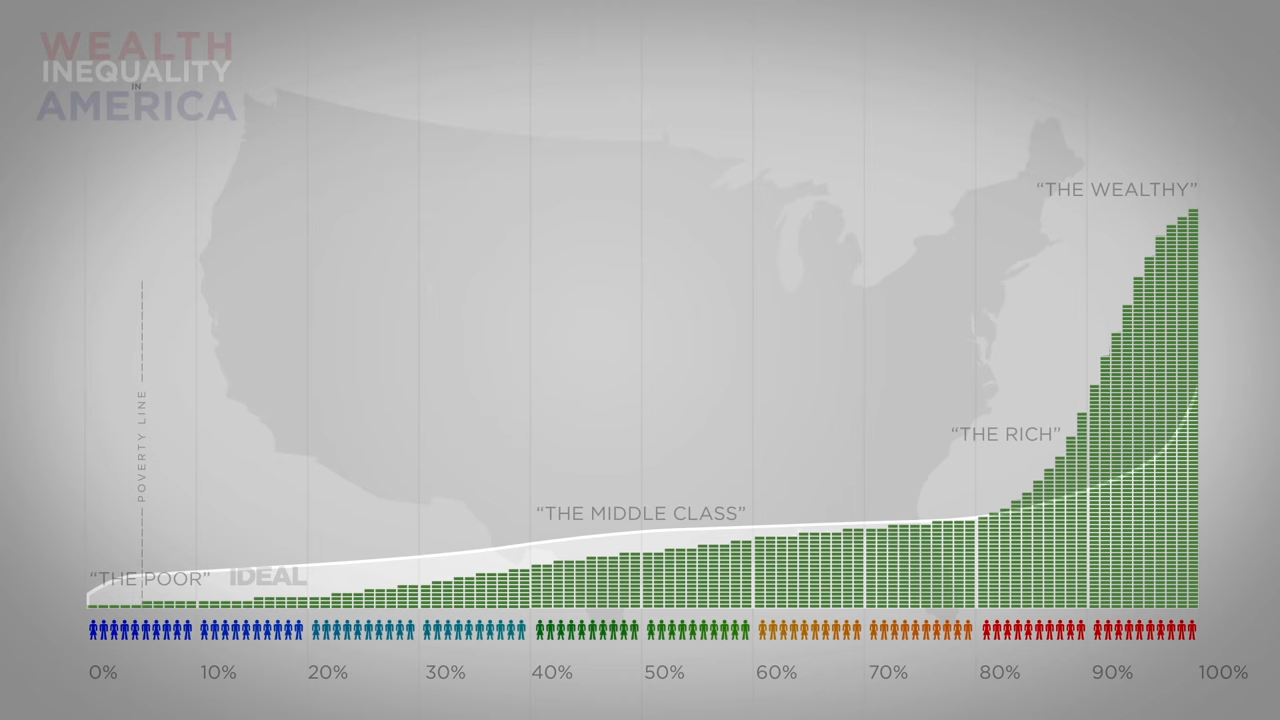 WEALTH
INEQUALITY
IN
AMERICA
“THE WEALTHY”
“THE RICH”
POVERTY LINE
“THE MIDDLE CLASS”
“THE POOR” IDEAL
0% 10% 20% 30% 40% 50% 60% 70% 80% 90% 100%